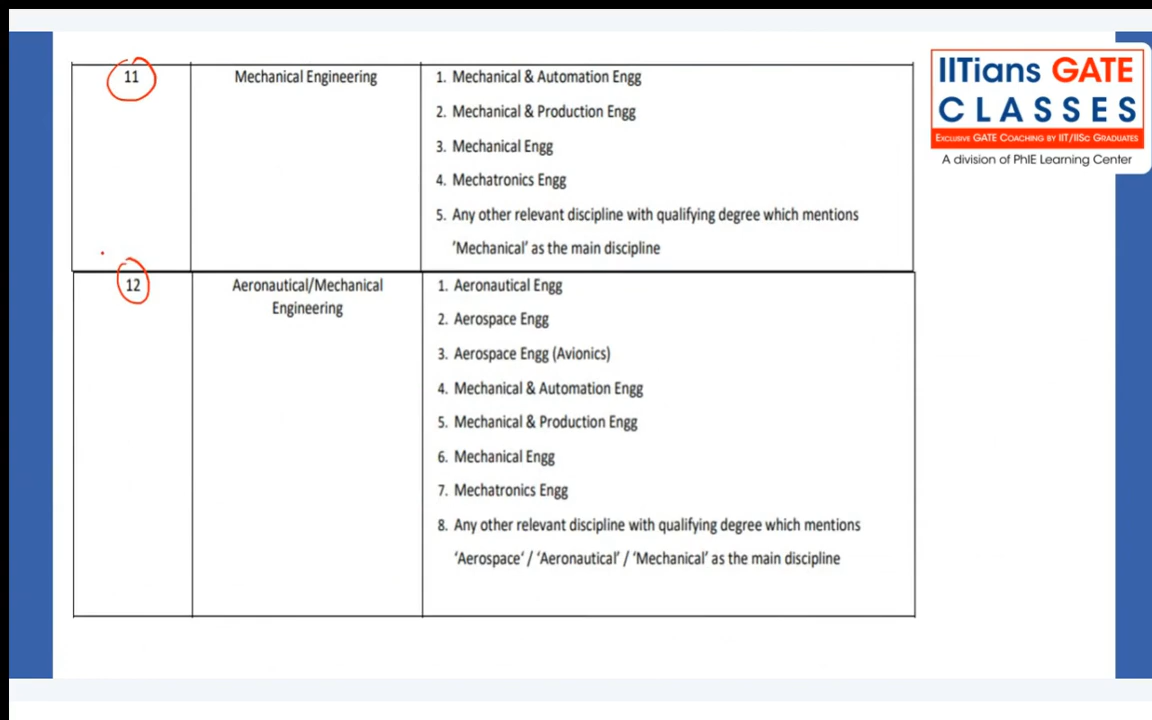 IITians GATE
CLASSES
EXCLUSIVE GATE COACHING BY IIT/IISc GRADUATES
A division of PhIE Learning Center
11
Mechanical Engineering
1. Mechanical & Automation Engg
2. Mechanical & Production Engg
3. Mechanical Engg
4. Mechatronics Engg
5. Any other relevant discipline with qualifying degree which mentions
'Mechanical' as the main discipline
12
Aeronautical/Mechanical
Engineering
1. Aeronautical Engg
2. Aerospace Engg
3. Aerospace Engg (Avionics)
4. Mechanical & Automation Engg
5. Mechanical & Production Engg
6. Mechanical Engg
7. Mechatronics Engg
8. Any other relevant discipline with qualifying degree which mentions
'Aerospace' / 'Aeronautical' / 'Mechanical' as the main discipline